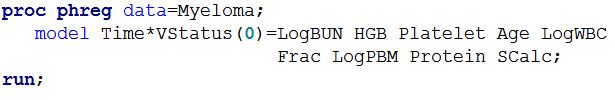 proc phreg data=Myeloma;
model Time*VStatus(0)=LogBUN HGB Platelet Age LogWBC
Frac LogPBM Protein SCalc;
run;